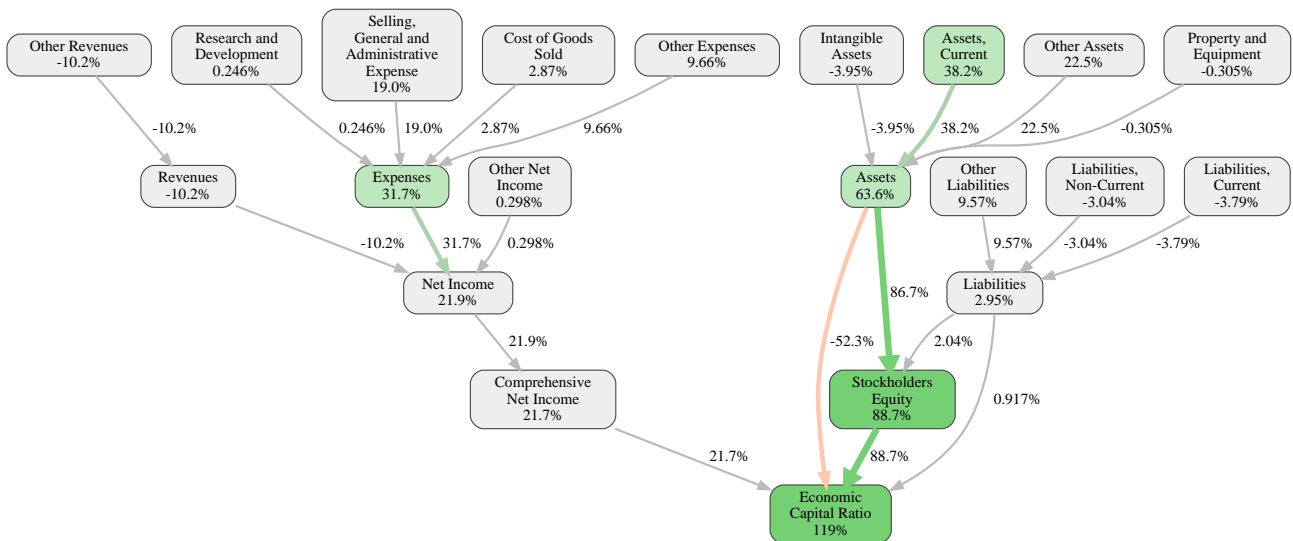 Other Revenues
-10.2%
Research and
Development
0.246%
Selling,
General and
Administrative
Expense
19.0%
Cost of Goods
Sold
2.87%
Other Expenses
9.66%
Intangible
Assets
-3.95%
Assets,
Current
38.2%
Other Assets
22.5%
Property and
Equipment
-0.305%
-10.2%
0.246%
19.0%
2.87%
9.66%
-3.95%
38.2%
22.5%
-0.305%
Revenues
-10.2%
Expenses
31.7%
Other Net
Income
0.298%
Assets
63.6%
Other
Liabilities
9.57%
Liabilities,
Non-Current
-3.04%
Liabilities,
Current
-3.79%
-10.2%
31.7%
0.298%
9.57%
-3.04%
-3.79%
Net Income
21.9%
86.7%
Liabilities
2.95%
21.9%
-52.3%
2.04%
Comprehensive
Net Income
21.7%
Stockholders
Equity
88.7%
0.917%
21.7%
88.7%
Economic
Capital Ratio
119%